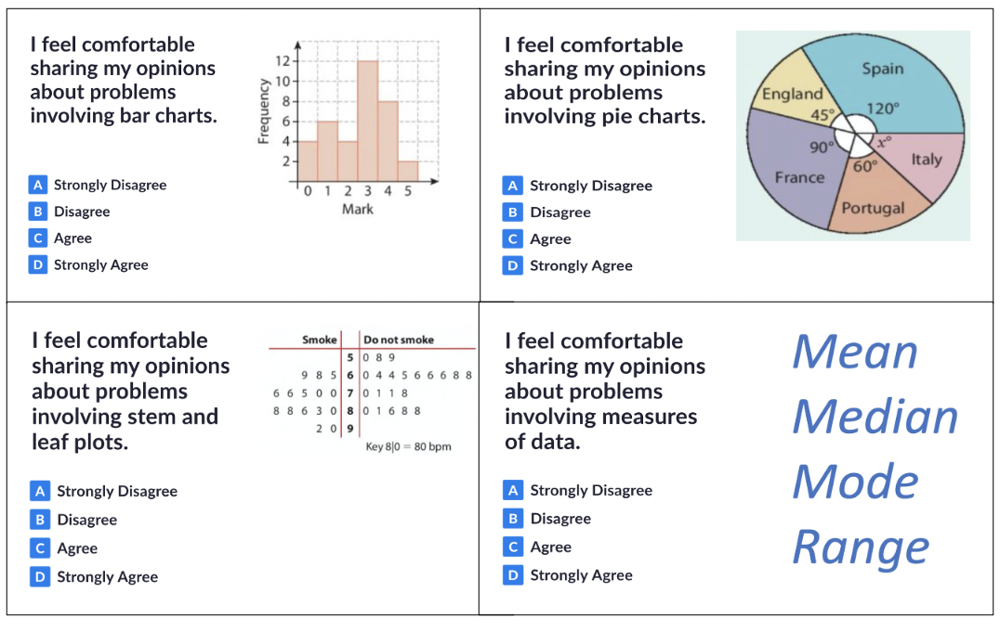 I feel comfortable
sharing my opinions
about problems
involving bar charts.
A Strongly Disagree
B Disagree
C Agree
D Strongly Agree
Frequency
12
10
8
6
4
2
0 1 2 3 4 5
Mark
I feel comfortable
sharing my opinions
about problems
involving pie charts.
A Strongly Disagree
B Disagree
C Agree
D Strongly Agree
Spain
England
120°
45°
x°
90°
Italy
60°
France
Portugal
I feel comfortable
sharing my opinions
about problems
involving stem and
leaf plots.
A Strongly Disagree
B Disagree
C Agree
D Strongly Agree
Smoke Do not smoke
5 0 8 9
9 8 5 6 0 4 4 5 6 6 6 8 8
6 6 5 0 0 7 0 1 1 8
8 8 6 3 0 8 0 1 6 8 8
2 0 9
Key 8|0 = 80 bpm
I feel comfortable
sharing my opinions
about problems
involving measures
of data.
A Strongly Disagree
B Disagree
C Agree
D Strongly Agree
Mean
Median
Mode
Range